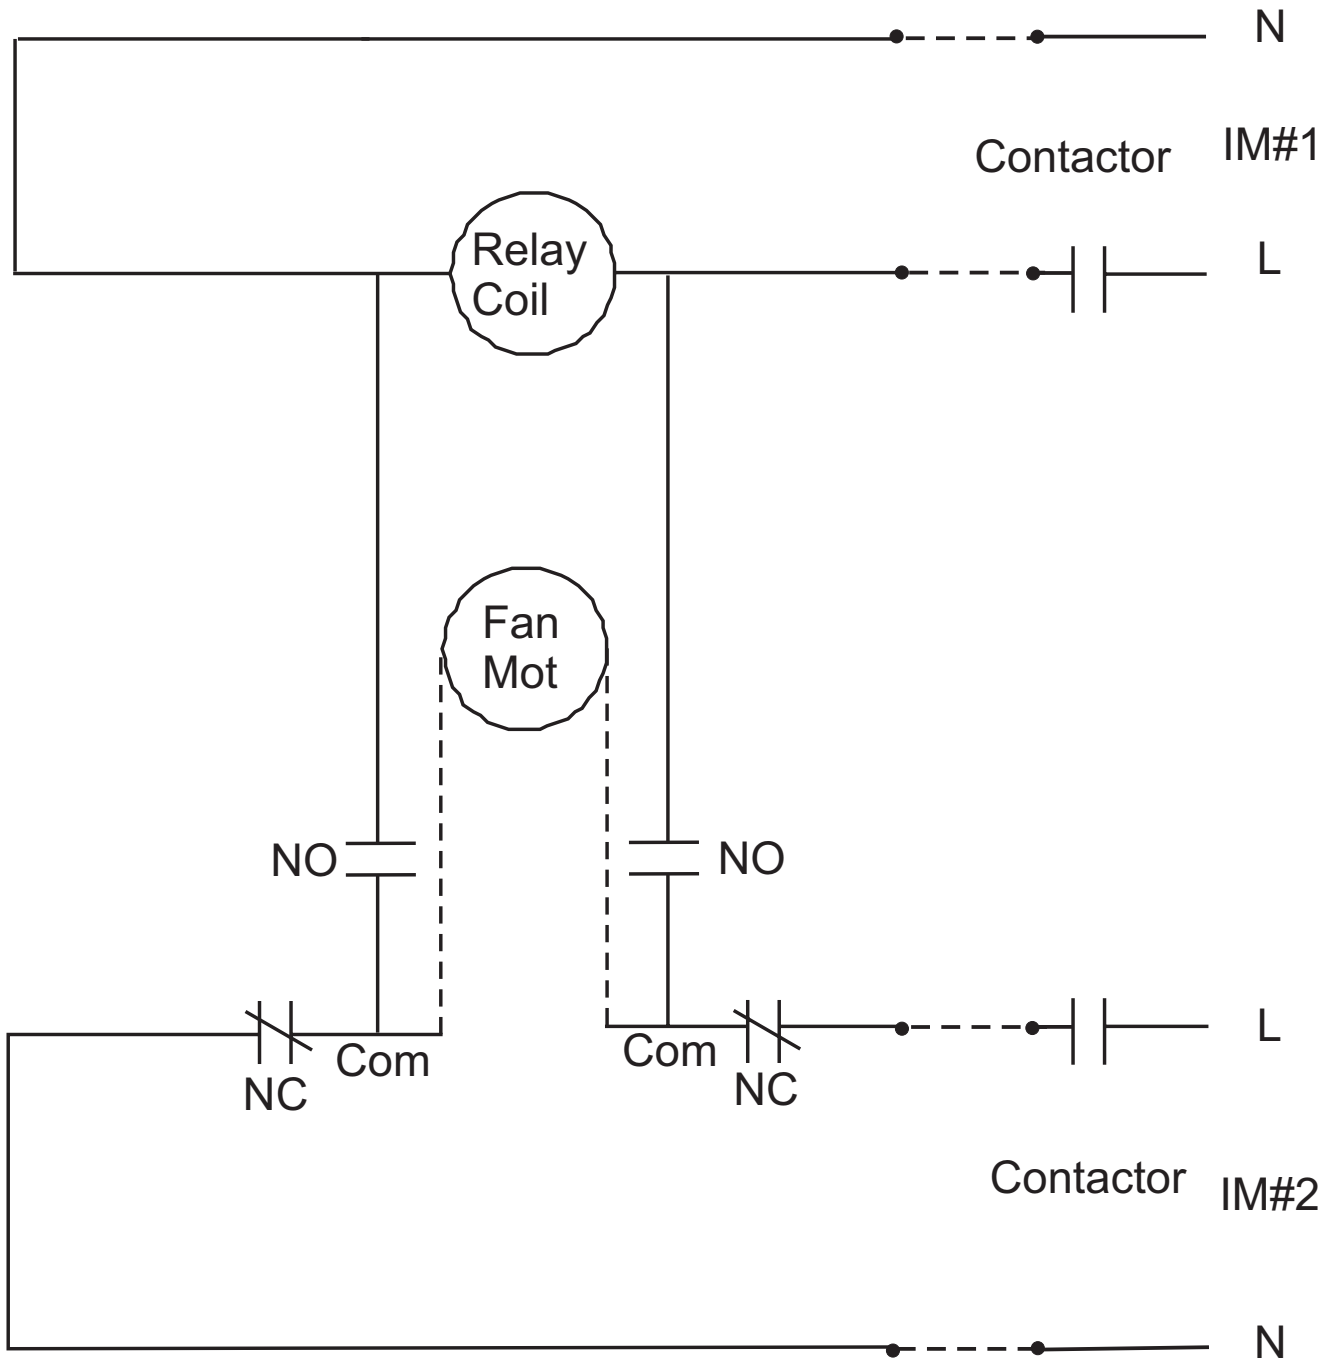 N
IM#1
Contactor
Relay
Coil
L
Fan
Mot
NO
NO
L
Com
Com
NC
NC
Contactor
IM#2
N